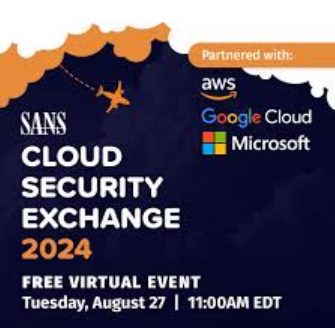 Partnered with:
aws
Google Cloud
Microsoft
SANS
CLOUD
SECURITY
EXCHANGE
2024
FREE VIRTUAL EVENT
Tuesday, August 27 | 11:00AM EDT